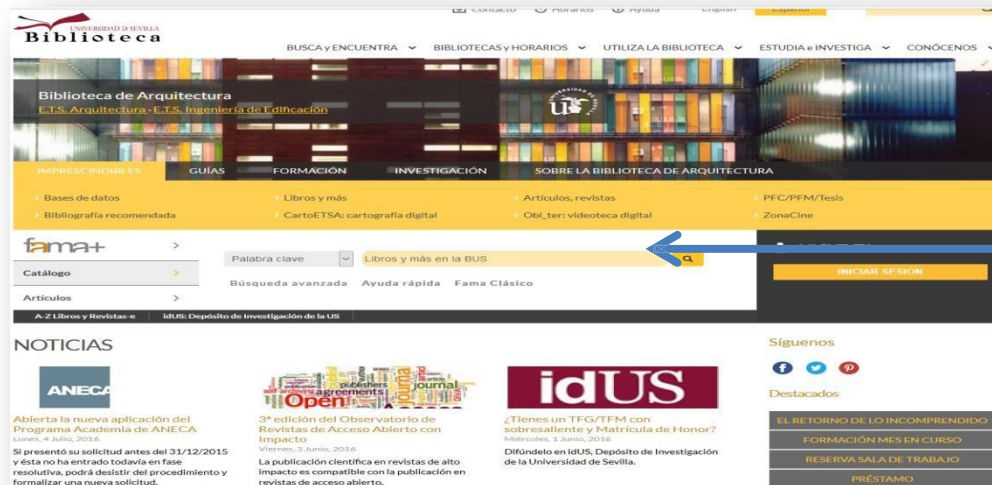 Contacto Horarios Ayuda English Español
UNIVERSIDAD D SEVILLA
Biblioteca
BUSCA y ENCUENTRA BIBLIOTECAS y HORARIOS UTILIZA LA BIBLIOTECA ESTUDIA e INVESTIGA CONÓCENOS
Biblioteca de Arquitectura
E.T.S. Arquitectura - E.T.S. Ingeniería de Edificación
IMPRESCINDIBLES GUÍAS FORMACIÓN INVESTIGACIÓN SOBRE LA BIBLIOTECA DE ARQUITECTURA
Bases de datos Libros y más Artículos, revistas PFC/PFM/Tesis
Bibliografía recomendada CartoETSA: cartografía digital Obi_ter: videoteca digital ZonaCine
fama+
Catálogo
Artículos
Palabra clave Libros y más en la BUS
Búsqueda avanzada Ayuda rápida Fama Clásico
INICIAR SESIÓN
A-Z Libros y Revistas-e idUS: Depósito de Investigación de la US
NOTICIAS
ANECA
Abierta la nueva aplicación del
Programa Academia de ANECA
Lunes, 4 Julio, 2016
Si presentó su solicitud antes del 31/12/2015
y ésta no ha entrado todavía en fase
resolutiva, podrá desistir del procedimiento y
formalizar una nueva solicitud.
publishers
agreements
journal
Open
Access
3ª edición del Observatorio de
Revistas de Acceso Abierto con
Impacto
Viernes, 3 Junio, 2016
La publicación científica en revistas de alto
impacto es compatible con la publicación en
revistas de acceso abierto.
idUS
¿Tienes un TFG/TFM con
sobresaliente y Matrícula de Honor?
Miércoles, 1 Junio, 2016
Difúndelo en idUS, Depósito de Investigación
de la Universidad de Sevilla.
Síguenos
Destacados
EL RETORNO DE LO INCOMPRENDIDO
FORMACIÓN MES EN CURSO
RESERVA SALA DE TRABAJO
PRÉSTAMO